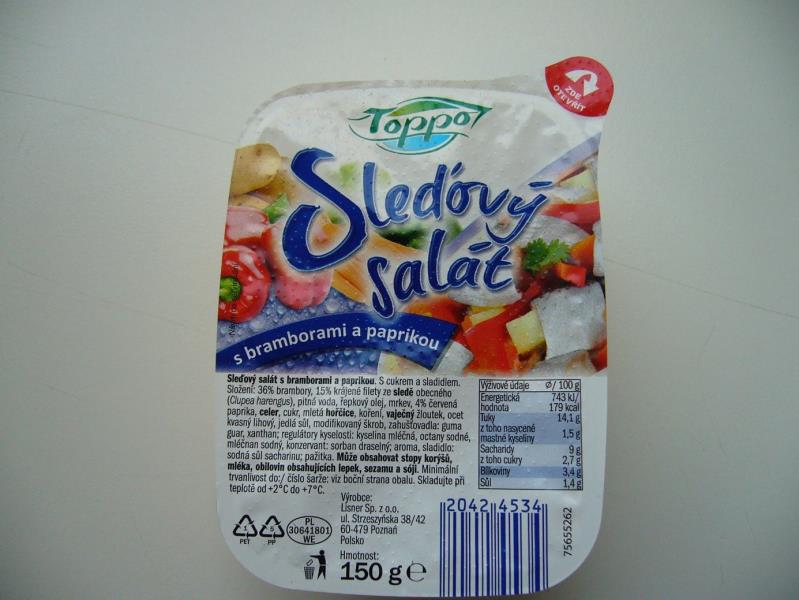 ZDE
OTEVŘÍT
Toppo
Sleďový
salát
s bramborami a paprikou
Sleďový salát s bramborami a paprikou. S cukrem a sladidlem.
Složení: 36% brambory, 15% krájené filety ze sledě obecného
(Clupea harengus), pitná voda, řepkový olej, mrkev, 4% červená
paprika, celer, cukr, mletá hořčice, koření, vaječný žloutek, ocet
kvasný lihový, jedlá sůl, modifikovaný škrob, zahušťovadla: guma
guar, xanthan; regulátory kyselosti: kyselina mléčná, octany sodné,
mléčnan sodný, konzervant: sorban draselný; aroma, sladidlo:
sodná sůl sacharinu; pažitka. Může obsahovat stopy korýšů,
mléka, obilovin obsahujících lepek, sezamu a sóji. Minimální
trvanlivost do:/ číslo šarže: viz boční strana obalu. Skladujte při
teplotě od +2°C do +7°C.
Výživové údaje Ø/ 100 g
Energetická 743 kJ/
hodnota 179 kcal
Tuky 14,1 g
z toho nasycené
mastné kyseliny 1,5 g
Sacharidy 9 g
z toho cukry 2,7 g
Bílkoviny 3,4 g
Sůl 1,4 g
Výrobce:
Lisner Sp. z o.o.
ul. Strzeszyńska 38/42
60-479 Poznań
Polsko
1
PET
5
PP
PL
30641801
WE
Hmotnost:
150 g e
2042 4534
75655262